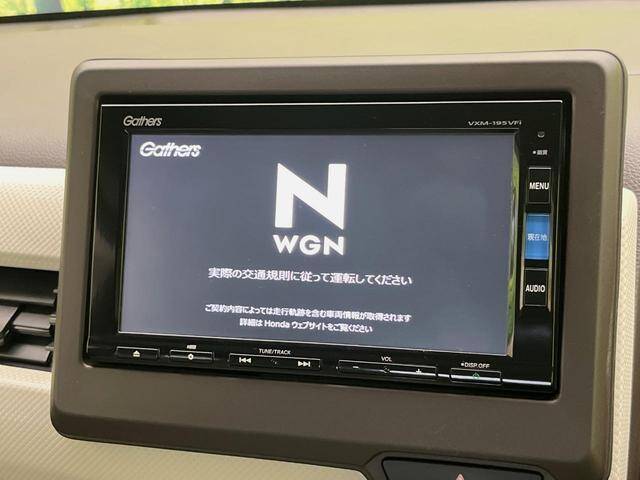 Gathers
VXM-195VFi
Gathers
N
WGN
実際の交通規則に従って運転してください
ご契約内容によっては走行軌跡を含む車両情報が取得されます
詳細は Honda ウェブサイトをご覧ください
MENU
現在地
AUDIO
TUNE/TRACK
VOL
DISP.OFF